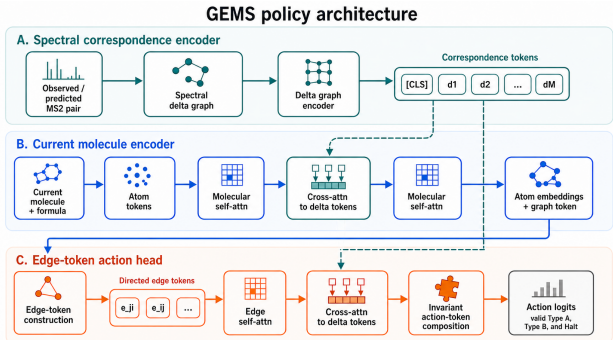 GEMS policy architecture
A. Spectral correspondence encoder
Observed /
predicted
MS2 pair
Spectral
delta graph
Delta graph
encoder
Correspondence tokens
[CLS]
d1
d2
...
dM
B. Current molecule encoder
Current
molecule
+ formula
Atom
tokens
Molecular
self-attn
Cross-attn
to delta tokens
Molecular
self-attn
Atom embeddings
+ graph token
C. Edge-token action head
Edge-token
construction
Directed edge tokens
e_ji
e_ij
...
Edge
self-attn
Cross-attn
to delta tokens
Invariant
action-token
composition
Action logits
valid Type A,
Type B, and Halt